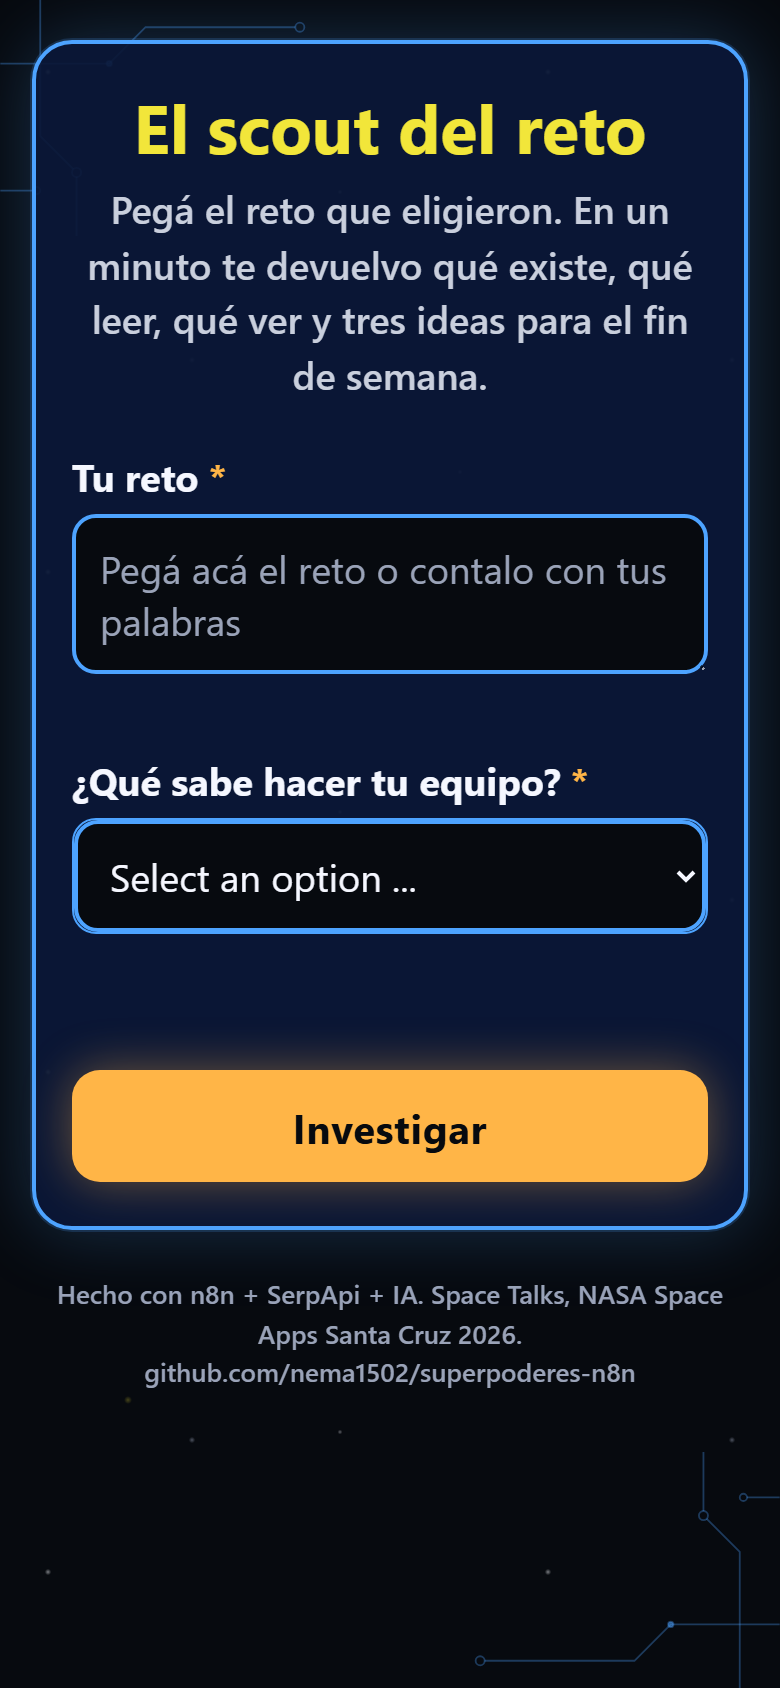 El scout del reto
Pegá el reto que eligieron. En un
minuto te devuelvo qué existe, qué
leer, qué ver y tres ideas para el fin
de semana.
Tu reto *
Pegá acá el reto o contalo con tus
palabras
¿Qué sabe hacer tu equipo? *
Select an option ...
Investigar
Hecho con n8n + SerpApi + IA. Space Talks, NASA Space
Apps Santa Cruz 2026.
github.com/nema1502/superpoderes-n8n